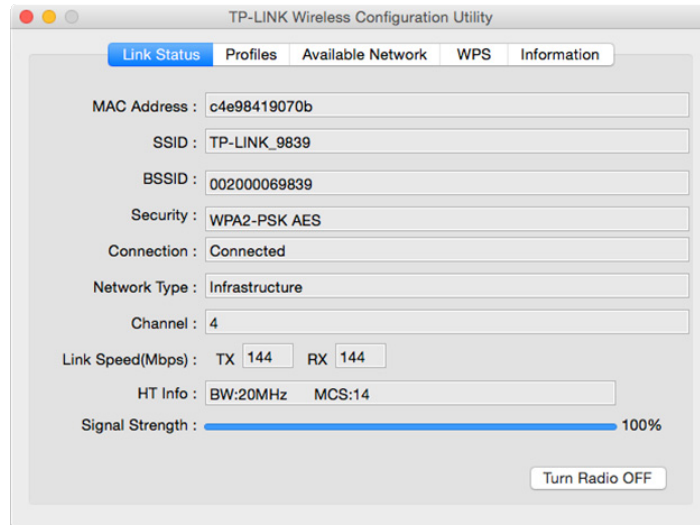 TP-LINK Wireless Configuration Utility
Link Status Profiles Available Network WPS Information
MAC Address : c4e98419070b
SSID : TP-LINK_9839
BSSID : 002000069839
Security : WPA2-PSK AES
Connection : Connected
Network Type : Infrastructure
Channel : 4
Link Speed(Mbps) : TX 144 RX 144
HT Info : BW:20MHz MCS:14
Signal Strength : 100%
Turn Radio OFF